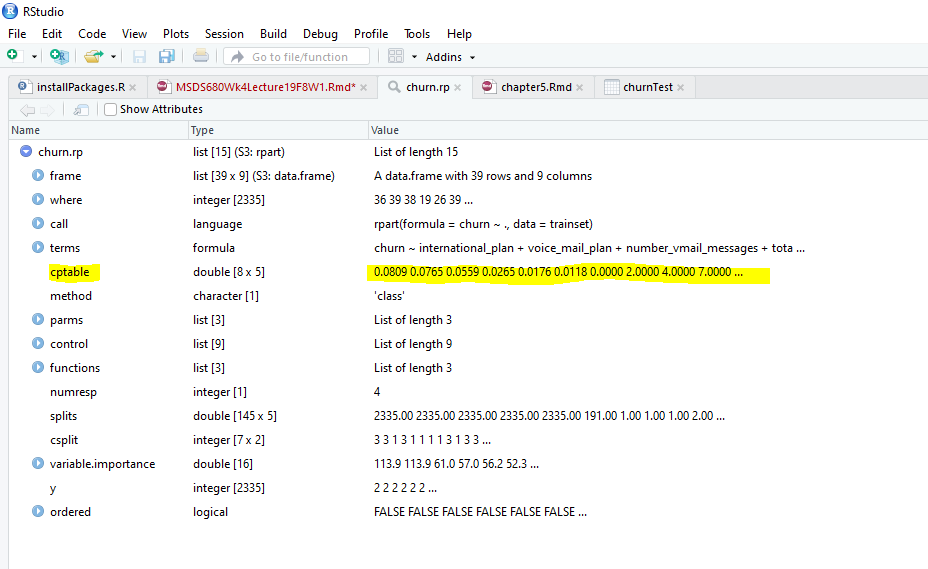 RStudio
File Edit Code View Plots Session Build Debug Profile Tools Help
Go to file/function Addins
installPackages.R MSDS680Wk4Lecture19F8W1.Rmd* churn.rp chapter5.Rmd churnTest
Show Attributes
Name Type Value
churn.rp list [15] (S3: rpart) List of length 15
frame list [39 x 9] (S3: data.frame) A data.frame with 39 rows and 9 columns
where integer [2335] 36 39 38 19 26 39 ...
call language rpart(formula = churn ~ ., data = trainset)
terms formula churn ~ international_plan + voice_mail_plan + number_vmail_messages + tota ...
cptable double [8 x 5] 0.0809 0.0765 0.0559 0.0265 0.0176 0.0118 0.0000 2.0000 4.0000 7.0000 ...
method character [1] 'class'
parms list [3] List of length 3
control list [9] List of length 9
functions list [3] List of length 3
numresp integer [1] 4
splits double [145 x 5] 2335.00 2335.00 2335.00 2335.00 2335.00 191.00 1.00 1.00 1.00 2.00 ...
csplit integer [7 x 2] 3 3 1 3 1 1 1 1 3 1 3 3 ...
variable.importance double [16] 113.9 113.9 61.0 57.0 56.2 52.3 ...
y integer [2335] 2 2 2 2 2 2 ...
ordered logical FALSE FALSE FALSE FALSE FALSE FALSE ...